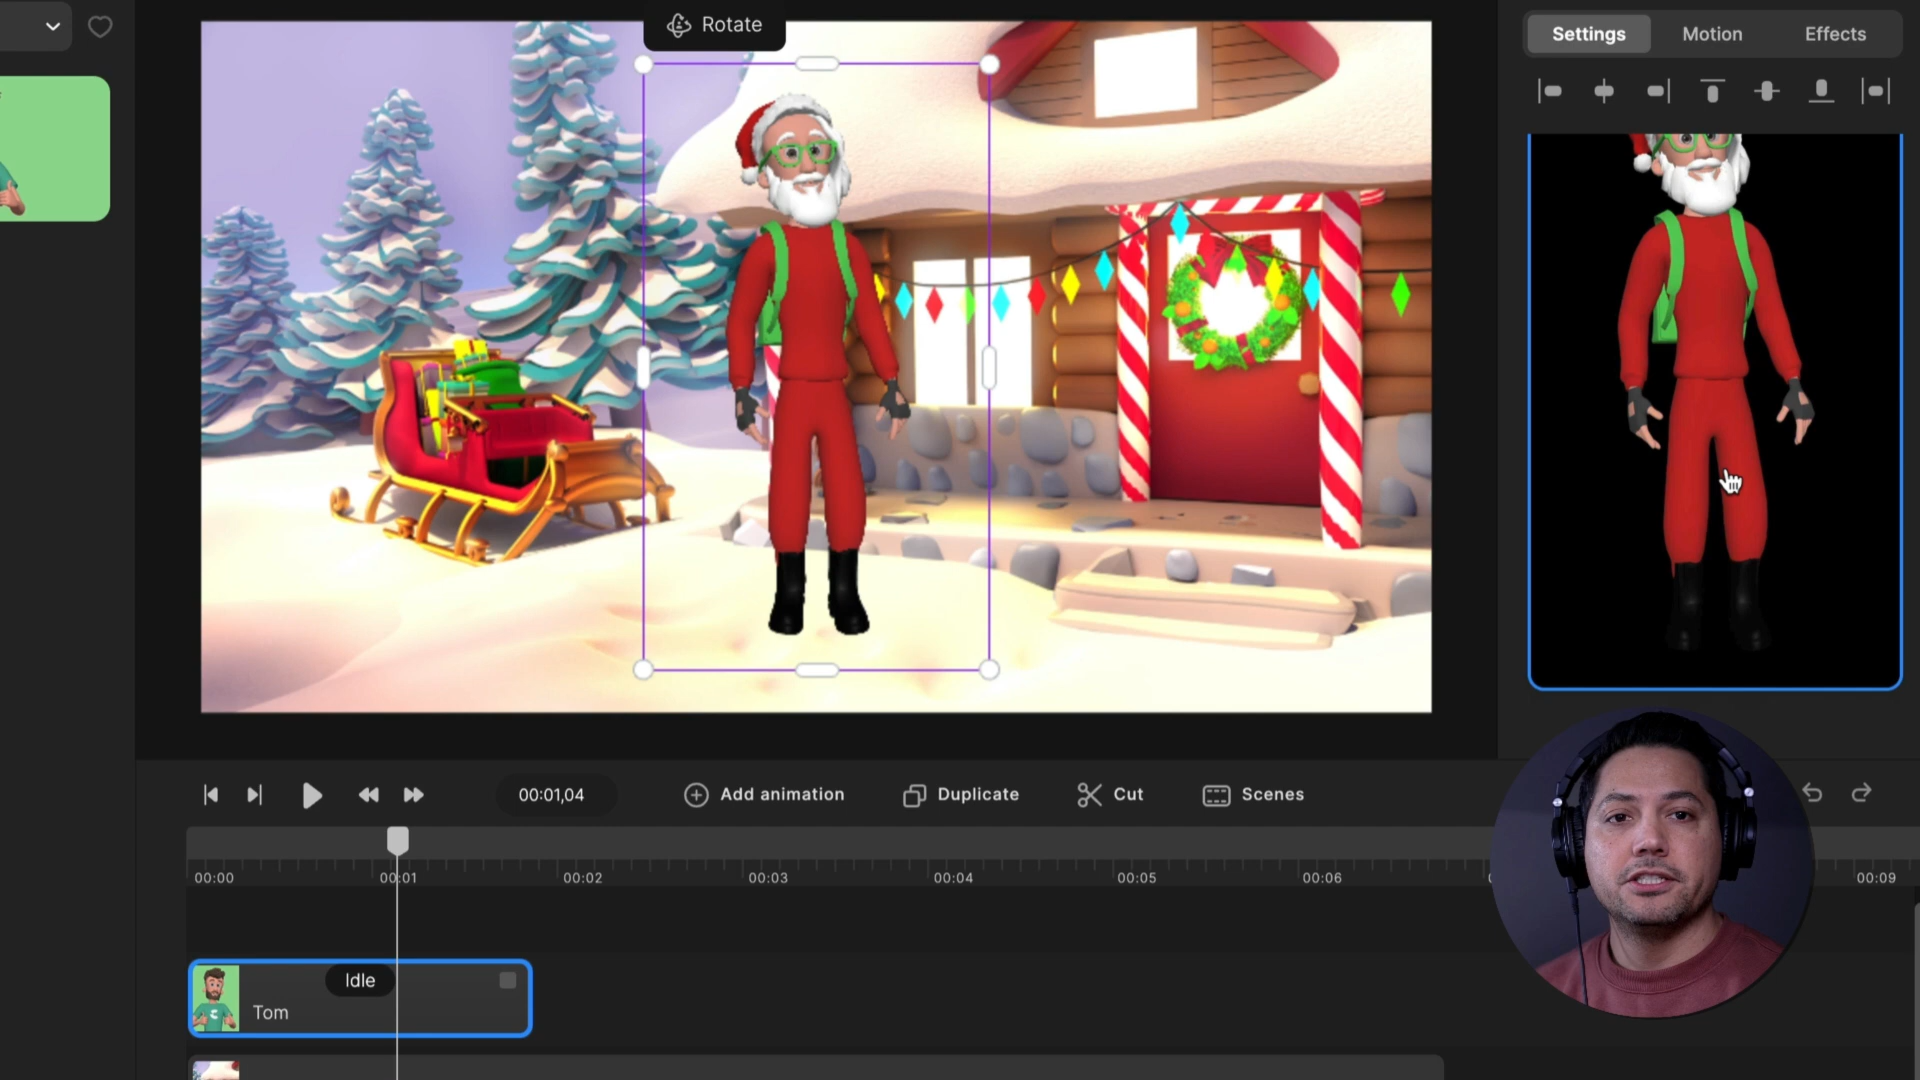 Rotate
Settings
Motion
Effects
00:01,04
Add animation
Duplicate
Cut
Scenes
00:00
00:01
00:02
00:03
00:04
00:05
00:06
00:09
Idle
Tom